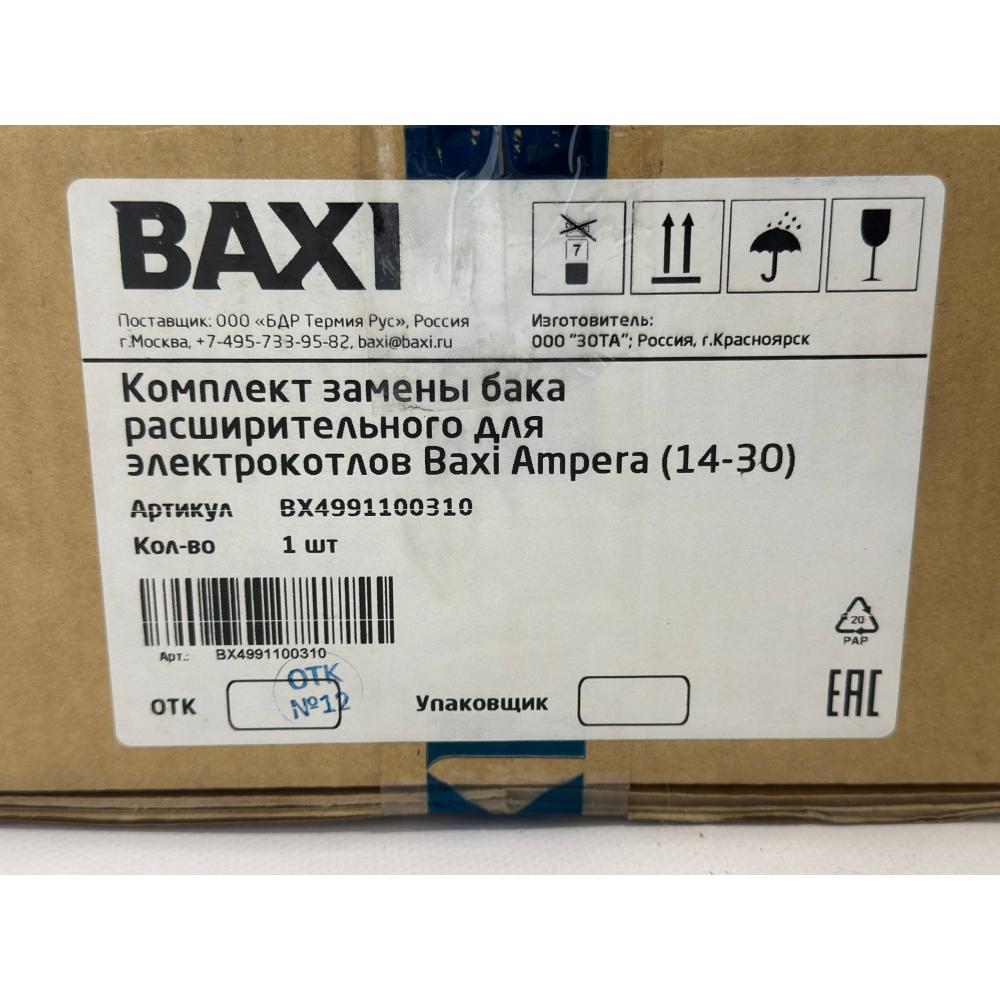 BAXI
7
Поставщик: ООО «БДР Термия Рус», Россия
г.Москва, +7-495-733-95-82, baxi@baxi.ru
Изготовитель:
ООО "ЗОТА"; Россия, г.Красноярск
Комплект замены бака
расширительного для
электрокотлов Baxi Ampera (14-30)
Артикул BX4991100310
Кол-во 1 шт
Арт.: BX4991100310
20
PAP
ОТК
ОТК
№12
Упаковщик
EAC